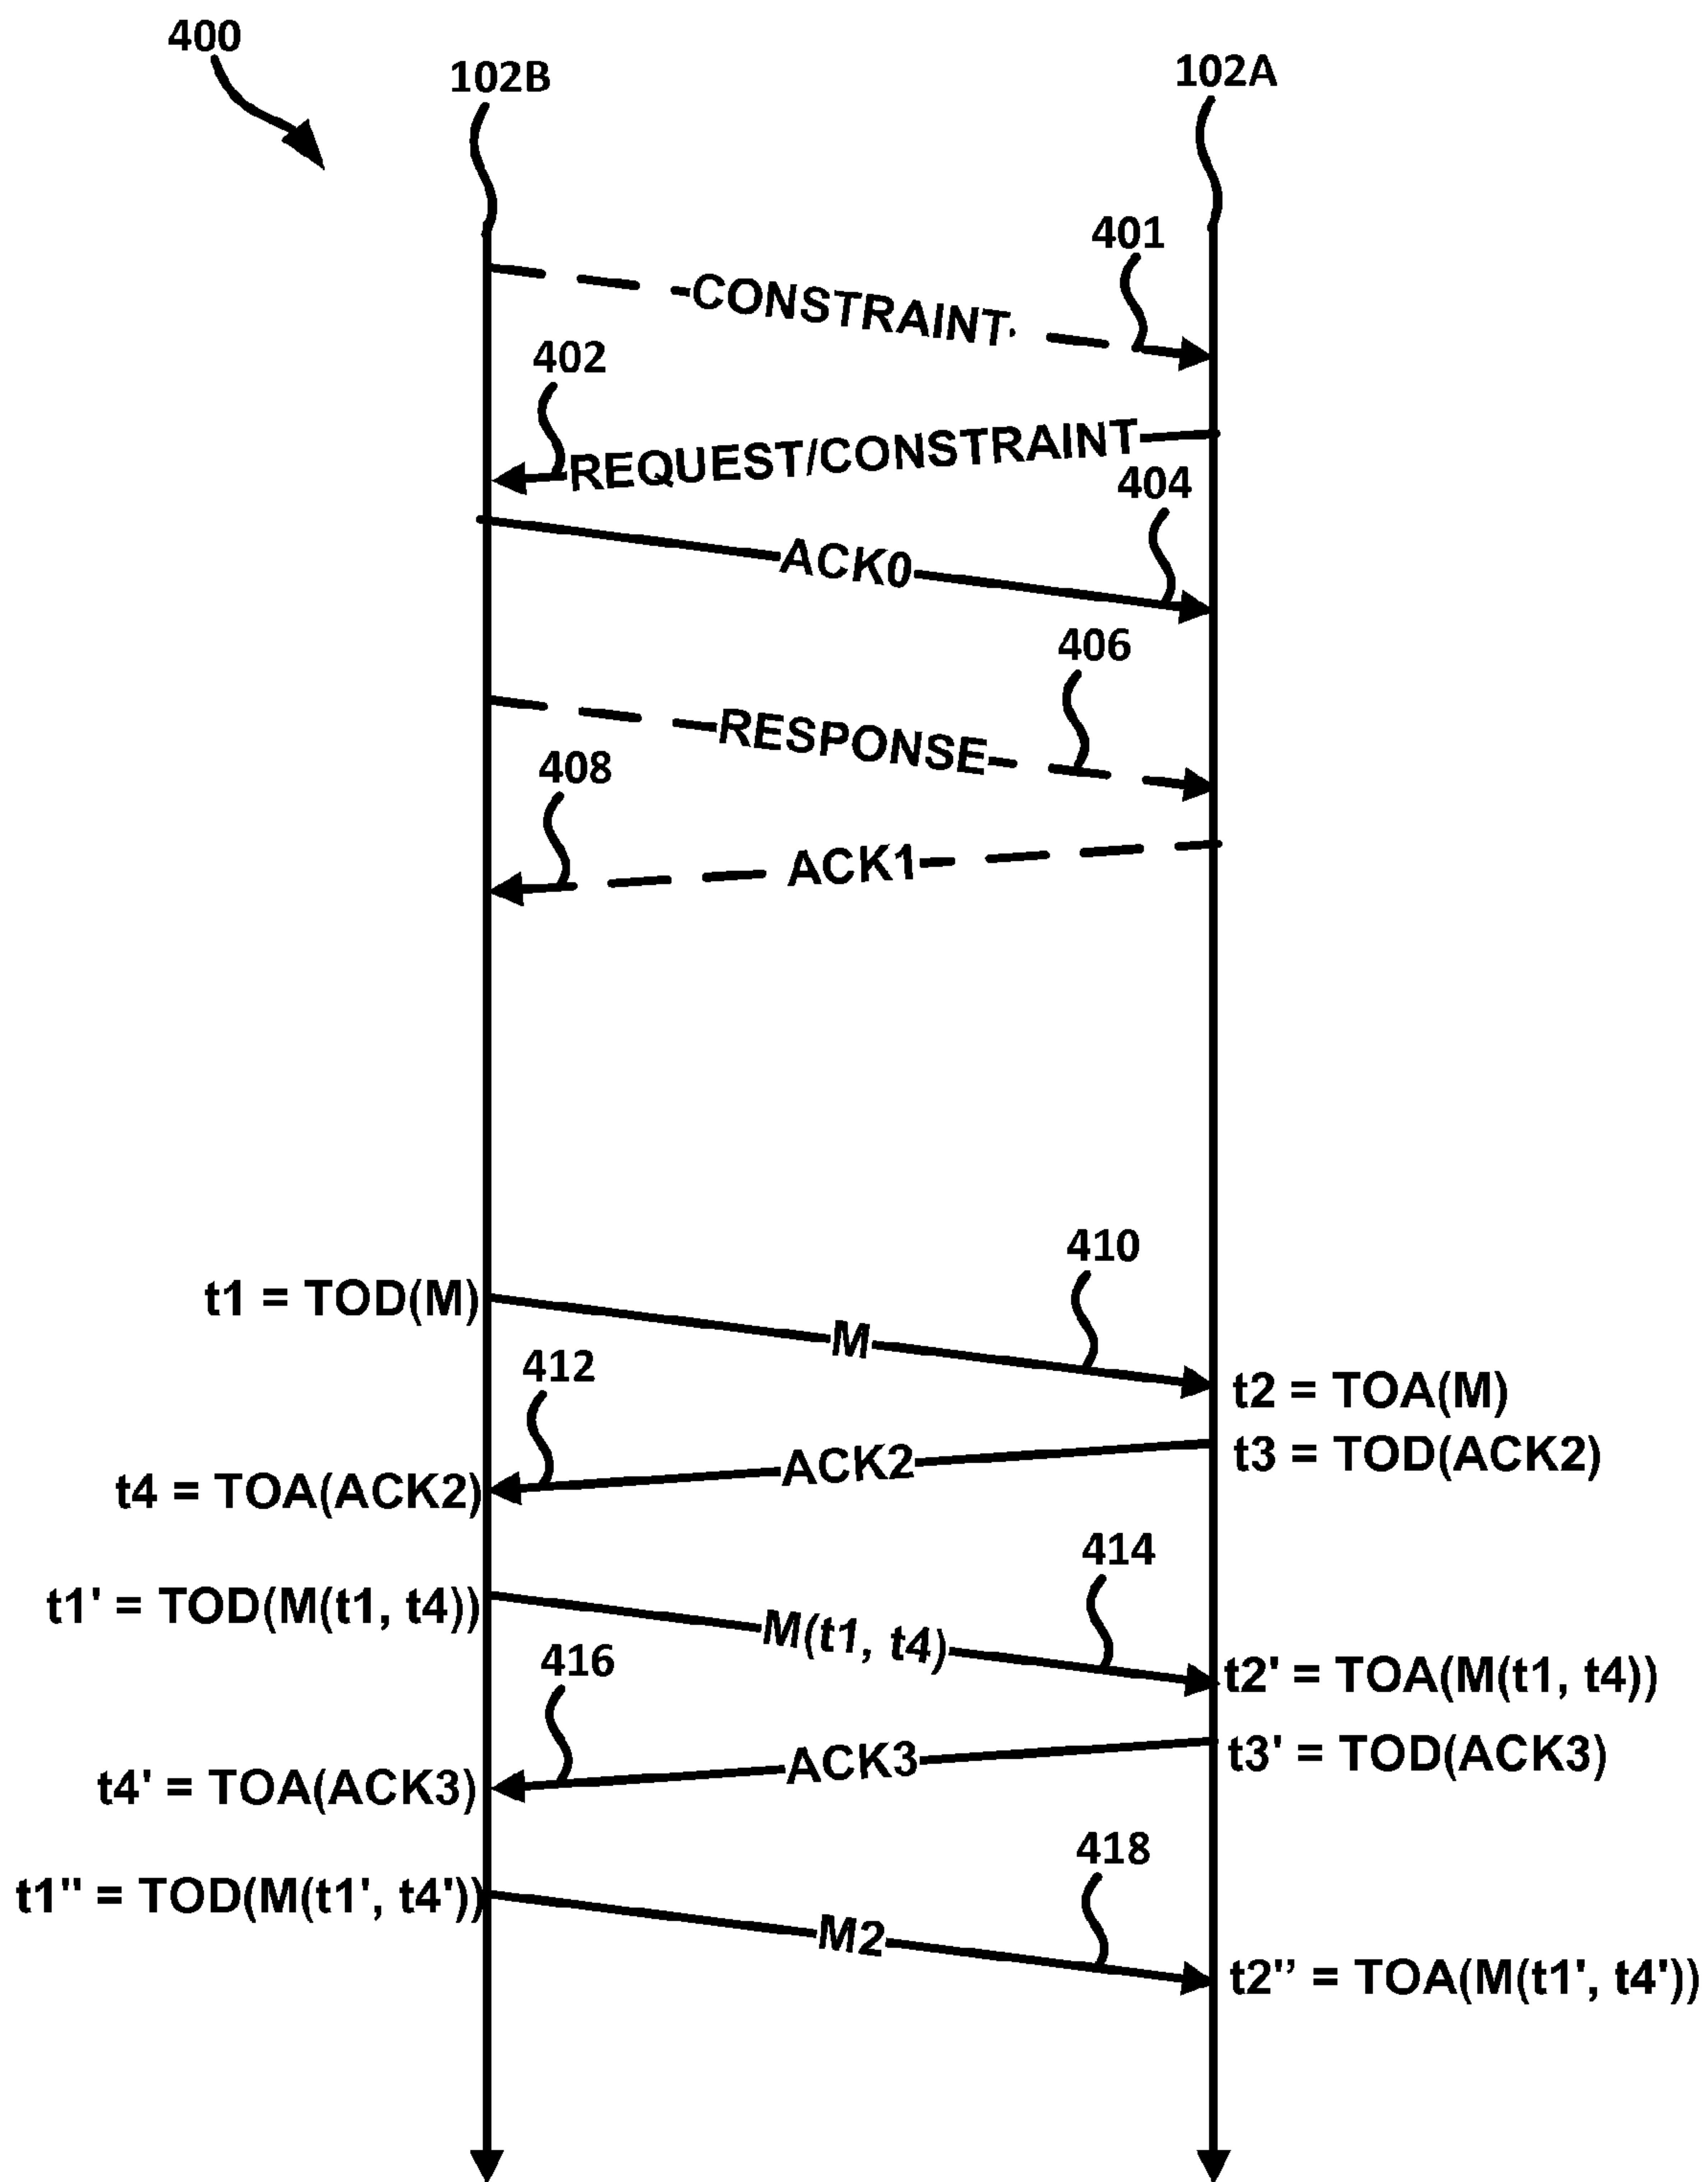 400
102B
102A
401
CONSTRAINT
402
REQUEST/CONSTRAINT
404
ACK0
406
RESPONSE
408
ACK1
410
t1 = TOD(M)
M
412
t2 = TOA(M)
ACK2
t3 = TOD(ACK2)
t4 = TOA(ACK2)
414
t1' = TOD(M(t1, t4))
M(t1, t4)
416
t2' = TOA(M(t1, t4))
ACK3
t3' = TOD(ACK3)
t4' = TOA(ACK3)
418
t1" = TOD(M(t1', t4'))
M2
t2” = TOA(M(t1', t4'))